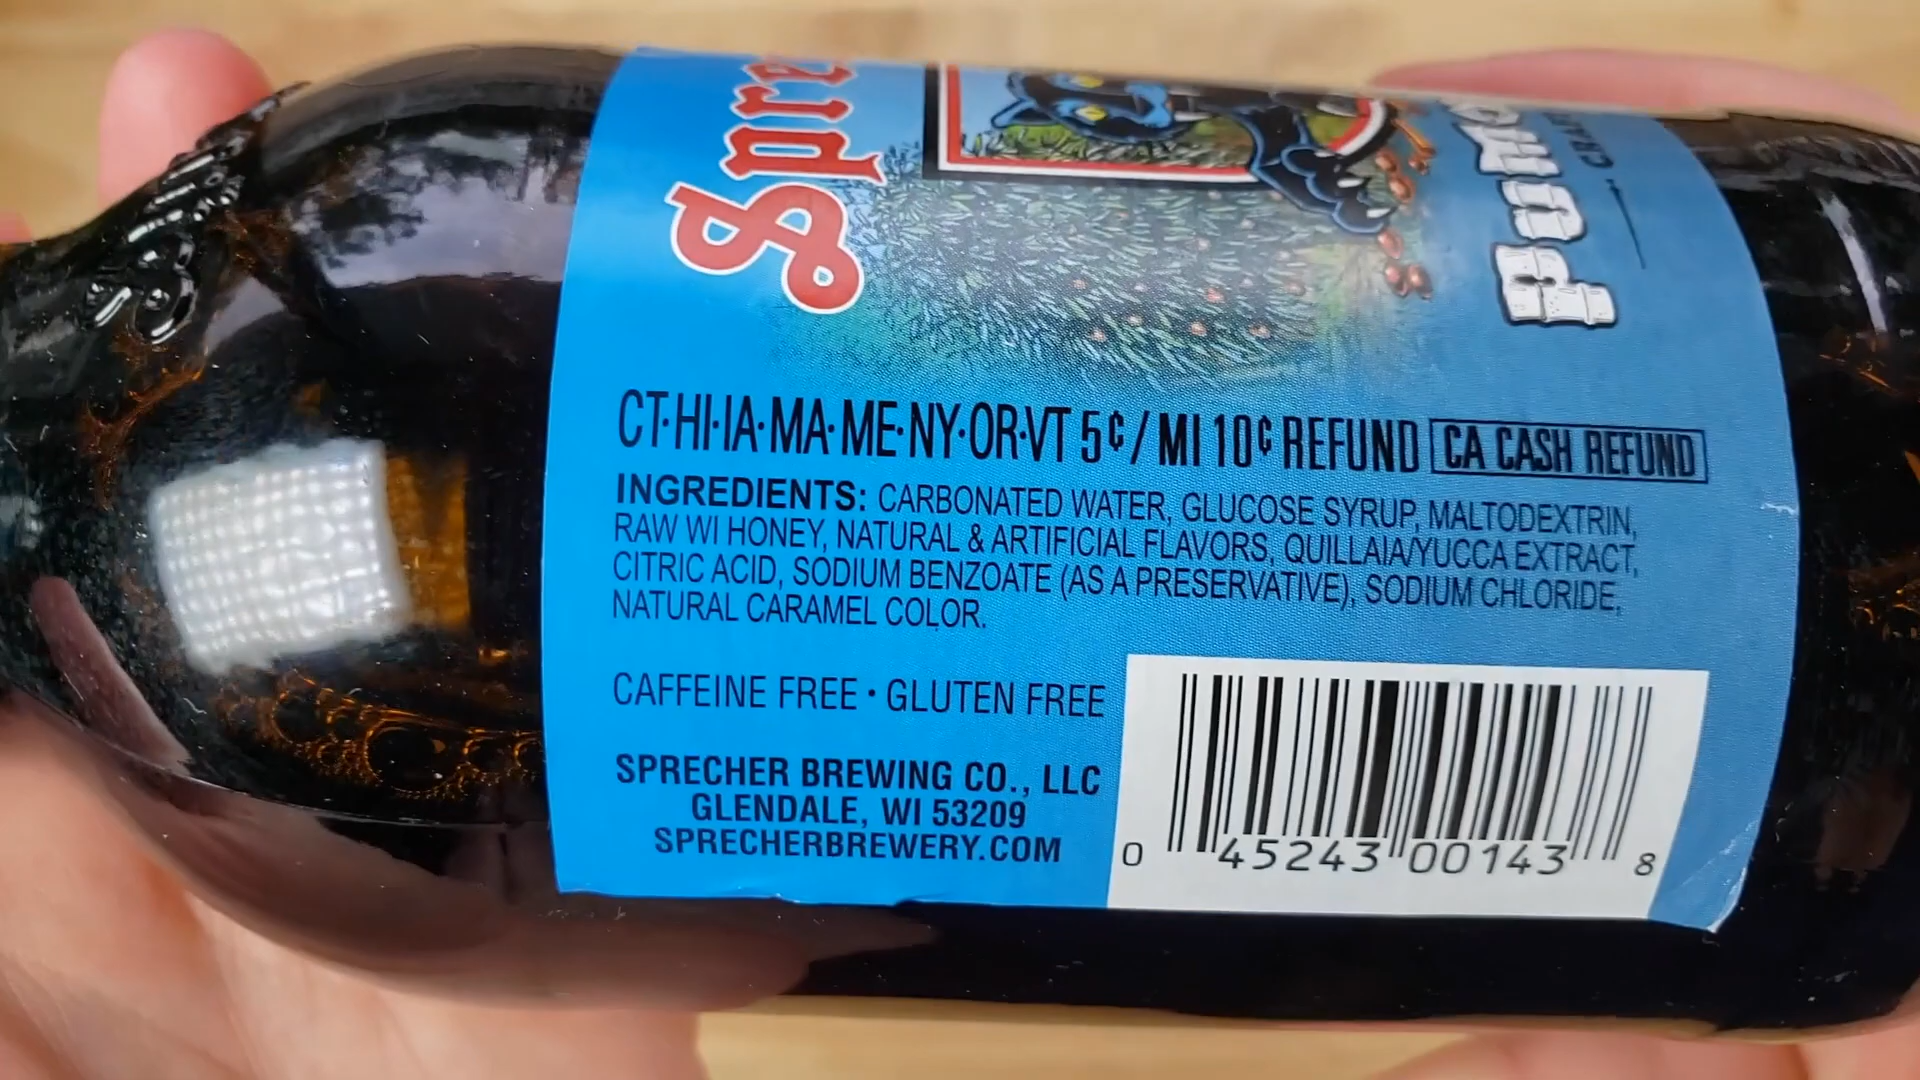 CT·HI·IA·MA·ME·NY·OR·VT 5¢/ MI 10¢ REFUND CA CASH REFUND
INGREDIENTS: CARBONATED WATER, GLUCOSE SYRUP, MALTODEXTRIN,
RAW WI HONEY, NATURAL & ARTIFICIAL FLAVORS, QUILLAIA/YUCCA EXTRACT,
CITRIC ACID, SODIUM BENZOATE (AS A PRESERVATIVE), SODIUM CHLORIDE,
NATURAL CARAMEL COLOR.
CAFFEINE FREE • GLUTEN FREE
SPRECHER BREWING CO., LLC
GLENDALE, WI 53209
SPRECHERBREWERY.COM
0 45243 00143 8